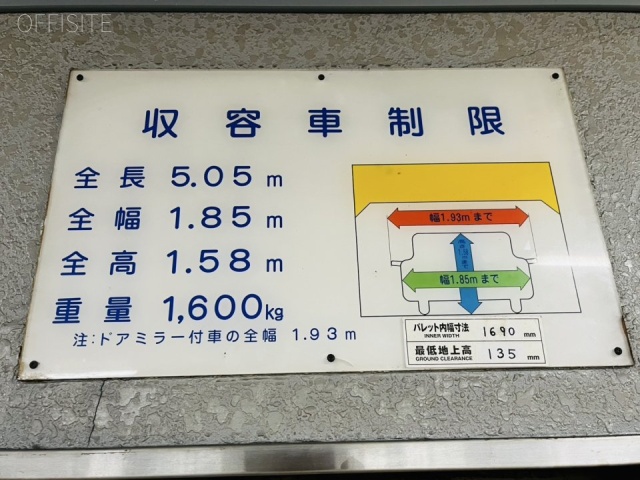 OFFISITE
収容車制限
全長 5.05 m
全幅 1.85 m
全高 1.58 m
重量 1,600kg
注:ドアミラー付車の全幅 1.93m
幅1.93mまで
幅1.85mまで
パレット内幅寸法 1690 mm
INNER WIDTH
最低地上高 135 mm
GROUND CLEARANCE